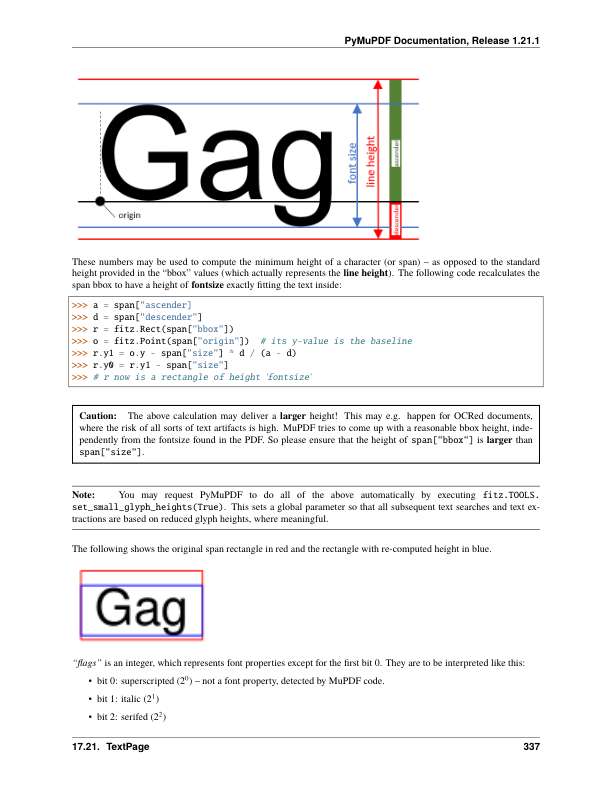 PyMuPDF Documentation, Release 1.21.1
Gag
font size
line height
ascender
descender
origin
These numbers may be used to compute the minimum height of a character (or span) – as opposed to the standard
height provided in the “bbox” values (which actually represents the line height). The following code recalculates the
span bbox to have a height of fontsize exactly fitting the text inside:
>>> a = span["ascender]
>>> d = span["descender"]
>>> r = fitz.Rect(span["bbox"])
>>> o = fitz.Point(span["origin"])  # its y-value is the baseline
>>> r.y1 = o.y - span["size"] * d / (a - d)
>>> r.y0 = r.y1 - span["size"]
>>> # r now is a rectangle of height 'fontsize'
Caution: The above calculation may deliver a larger height! This may e.g. happen for OCRed documents,
where the risk of all sorts of text artifacts is high. MuPDF tries to come up with a reasonable bbox height, inde-
pendently from the fontsize found in the PDF. So please ensure that the height of span["bbox"] is larger than
span["size"].
Note: You may request PyMuPDF to do all of the above automatically by executing fitz.TOOLS.
set_small_glyph_heights(True). This sets a global parameter so that all subsequent text searches and text ex-
tractions are based on reduced glyph heights, where meaningful.
The following shows the original span rectangle in red and the rectangle with re-computed height in blue.
Gag
“flags” is an integer, which represents font properties except for the first bit 0. They are to be interpreted like this:
• bit 0: superscripted (2⁰) – not a font property, detected by MuPDF code.
• bit 1: italic (2¹)
• bit 2: serifed (2²)
17.21. TextPage 337